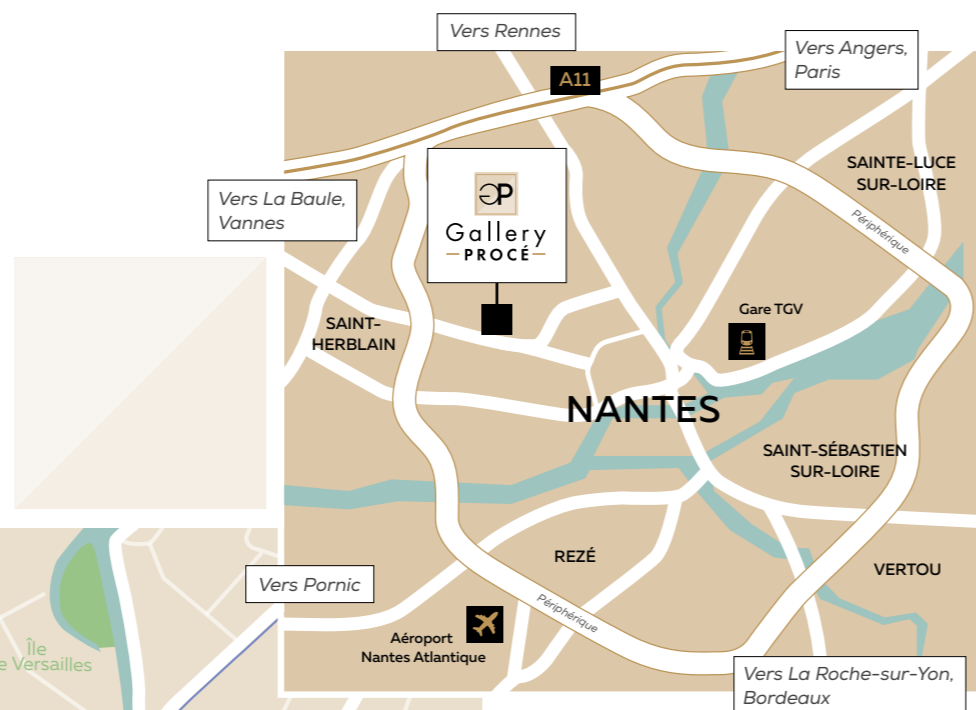 Vers Rennes
Vers Angers,
Paris
A11
SAINTE-LUCE
SUR-LOIRE
Vers La Baule,
Vannes
GP
Gallery
PROCÉ
Périphérique
Gare TGV
SAINT-
HERBLAIN
NANTES
SAINT-SÉBASTIEN
SUR-LOIRE
REZÉ
VERTOU
Vers Pornic
Périphérique
Aéroport
Nantes Atlantique
Île
e Versailles
Vers La Roche-sur-Yon,
Bordeaux